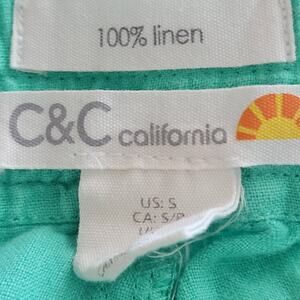 100% linen
C&C california
US: S
CA: S/P